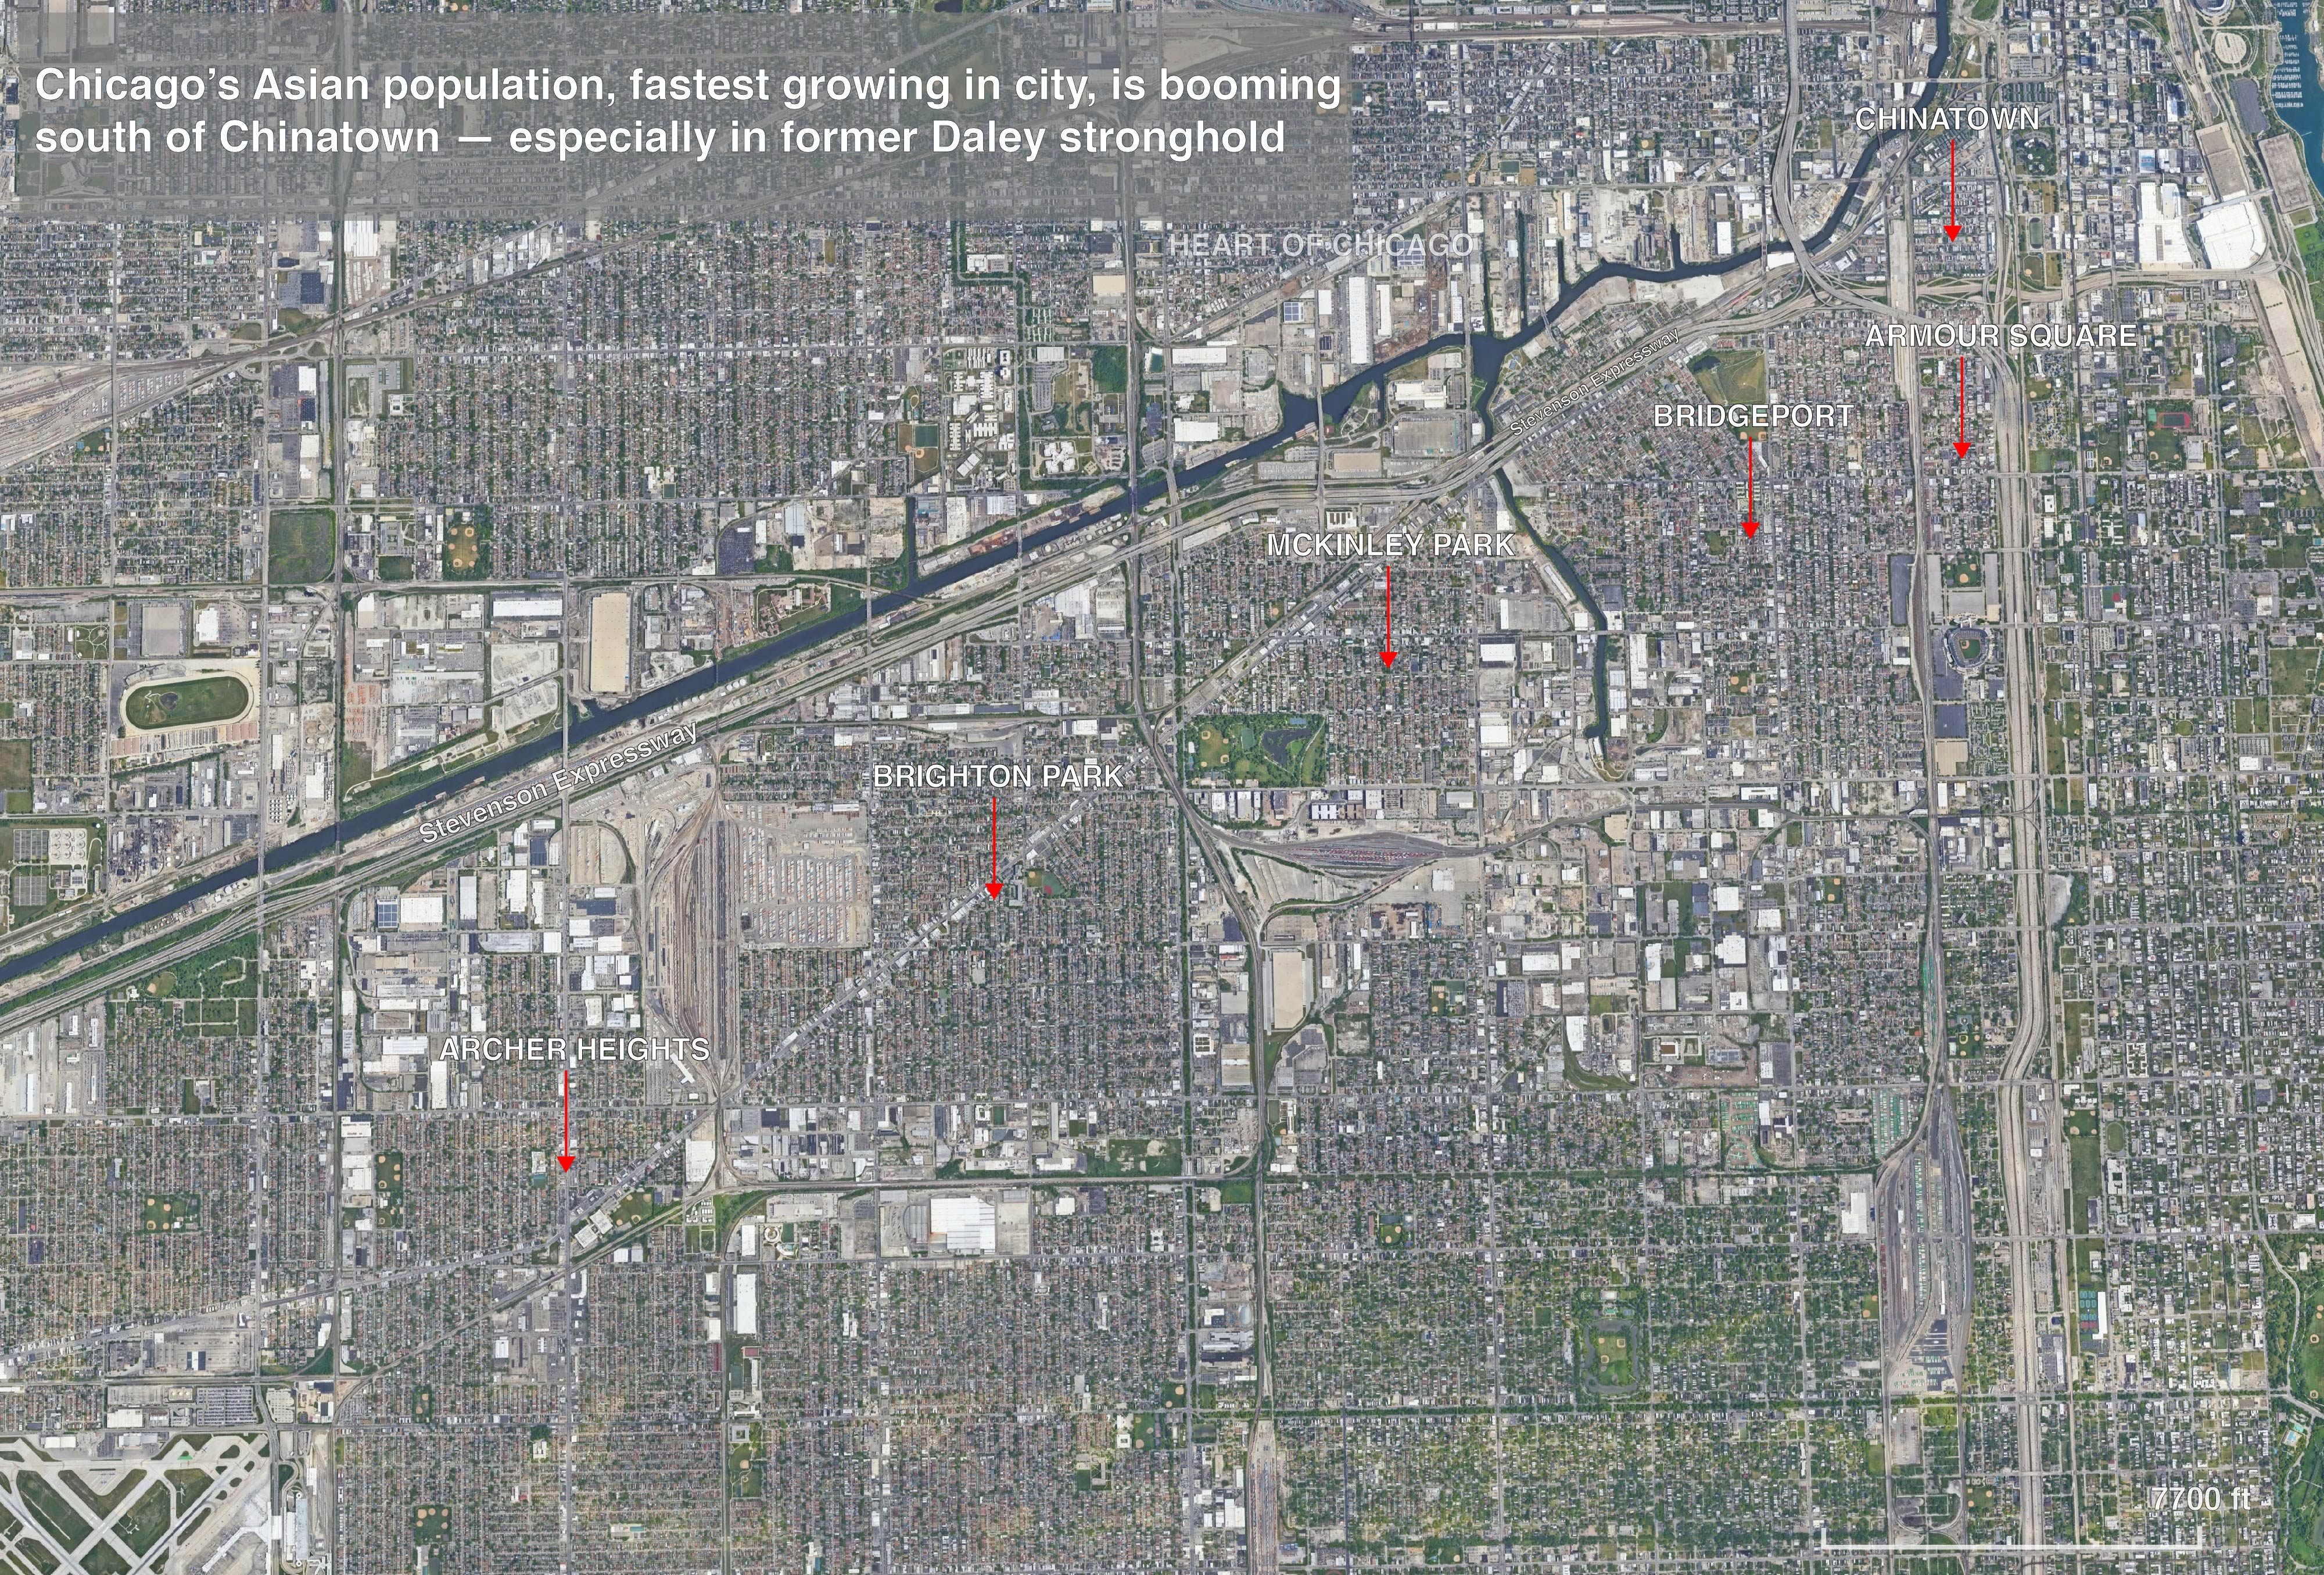 Chicago’s Asian population, fastest growing in city, is booming
south of Chinatown — especially in former Daley stronghold
CHINATOWN
HEART OF CHICAGO
ARMOUR SQUARE
Stevenson Expressway
BRIDGEPORT
MCKINLEY PARK
Stevenson Expressway
BRIGHTON PARK
ARCHER HEIGHTS
7700 ft